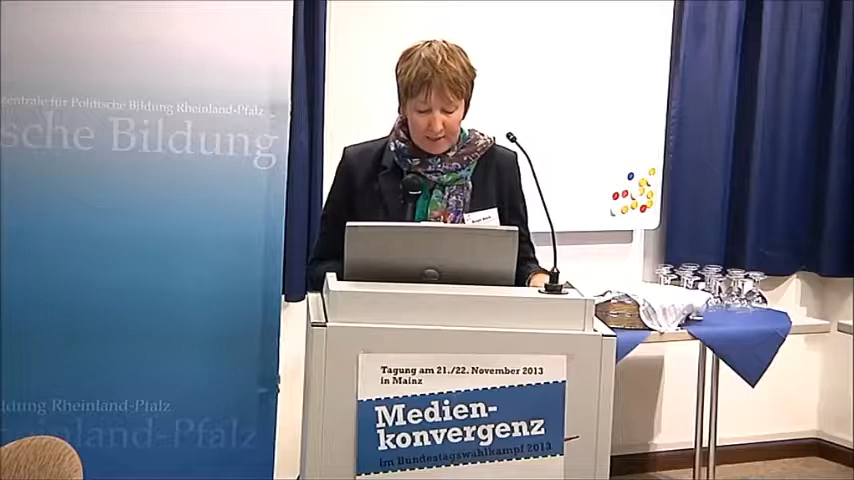 zentrale für Politische Bildung Rheinland-Pfalz
sche Bildung
Tagung am 21./22. November 2013
in Mainz
Medien-
konvergenz
im Bundestagswahlkampf 2013
ildung Rheinland-Pfalz